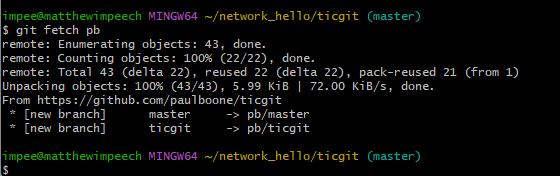 impee@matthewimpeech MINGW64 ~/network_hello/ticgit (master)
$ git fetch pb
remote: Enumerating objects: 43, done.
remote: Counting objects: 100% (22/22), done.
remote: Total 43 (delta 22), reused 22 (delta 22), pack-reused 21 (from 1)
Unpacking objects: 100% (43/43), 5.99 KiB | 72.00 KiB/s, done.
From https://github.com/paulboone/ticgit
 * [new branch]      master     -> pb/master
 * [new branch]      ticgit     -> pb/ticgit
impee@matthewimpeech MINGW64 ~/network_hello/ticgit (master)
$